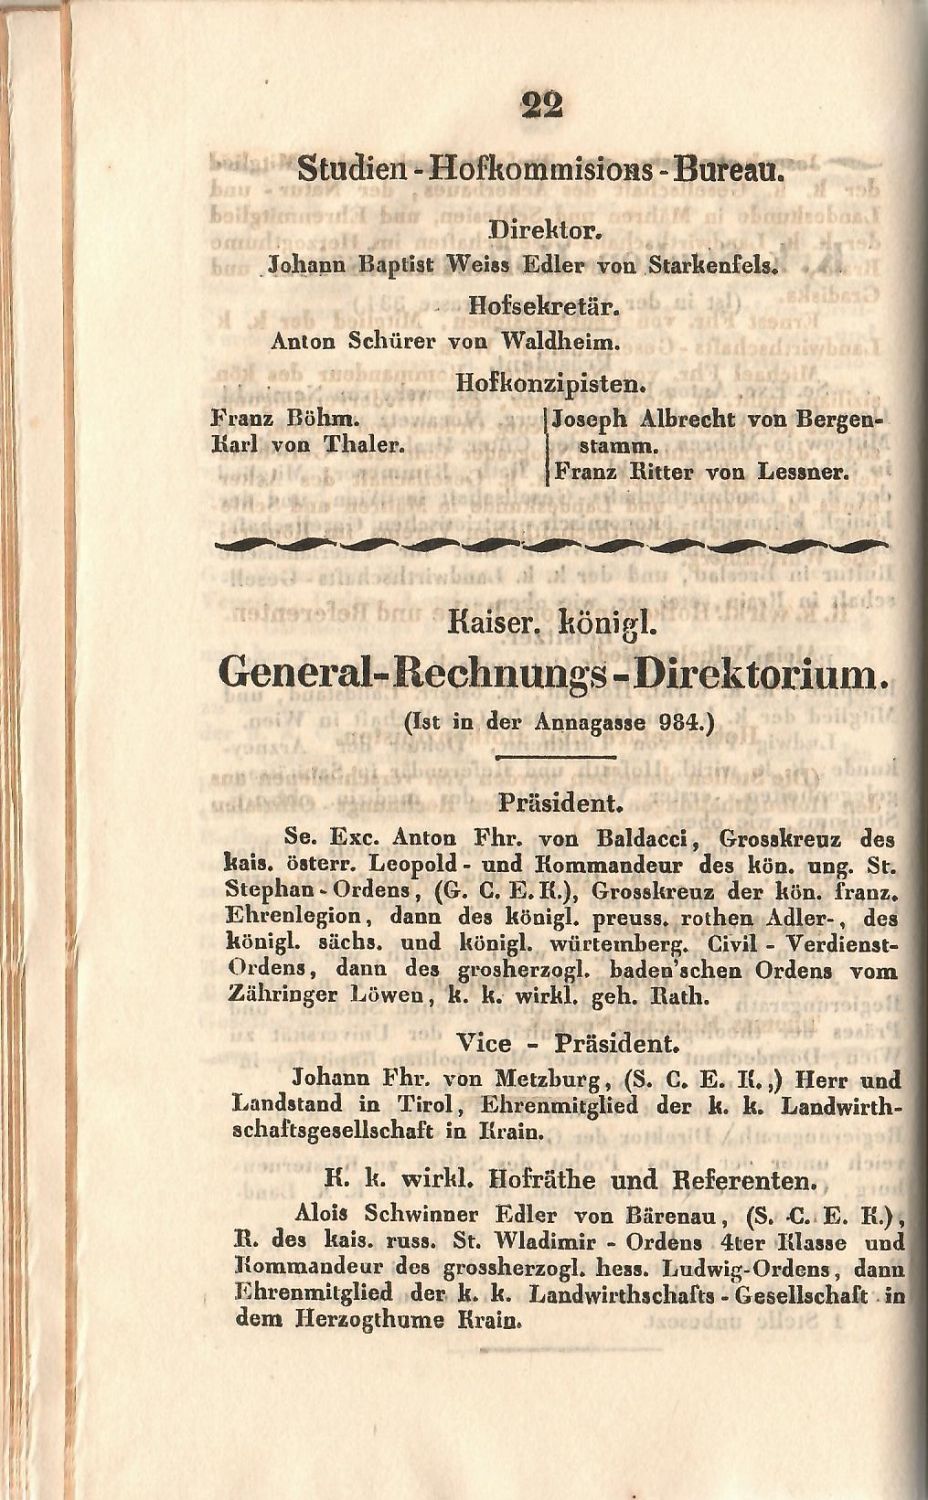 22
Studien-Hofkommisions-Bureau.
Direktor.
Johann Baptist Weiss Edler von Starkenfels.
Hofsekretär.
Anton Schürer von Waldheim.
Hofkonzipisten.
Franz Böhm.
Karl von Thaler.
Joseph Albrecht von Bergen-
stamm.
Franz Ritter von Lessner.
Kaiser. königl.
General-Rechnungs-Direktorium.
(Ist in der Annagasse 984.)
Präsident.
Se. Exc. Anton Fhr. von Baldacci, Grosskreuz des
kais. österr. Leopold- und Kommandeur des kön. ung. St.
Stephan-Ordens, (G. C. E. K.), Grosskreuz der kön. franz.
Ehrenlegion, dann des königl. preuss. rothen Adler-, des
königl. sächs. und königl. würtemberg. Civil - Verdienst-
Ordens, dann des grosherzogl. baden'schen Ordens vom
Zähringer Löwen, k. k. wirkl. geh. Rath.
Vice - Präsident.
Johann Fhr. von Metzburg, (S. C. E. K.,) Herr und
Landstand in Tirol, Ehrenmitglied der k. k. Landwirth-
schaftsgesellschaft in Krain.
K. k. wirkl. Hofräthe und Referenten.
Alois Schwinner Edler von Bärenau, (S. C. E. K.),
R. des kais. russ. St. Wladimir - Ordens 4ter Klasse und
Kommandeur des grossherzogl. hess. Ludwig-Ordens, dann
Ehrenmitglied der k. k. Landwirthschafts-Gesellschaft in
dem Herzogthume Krain.